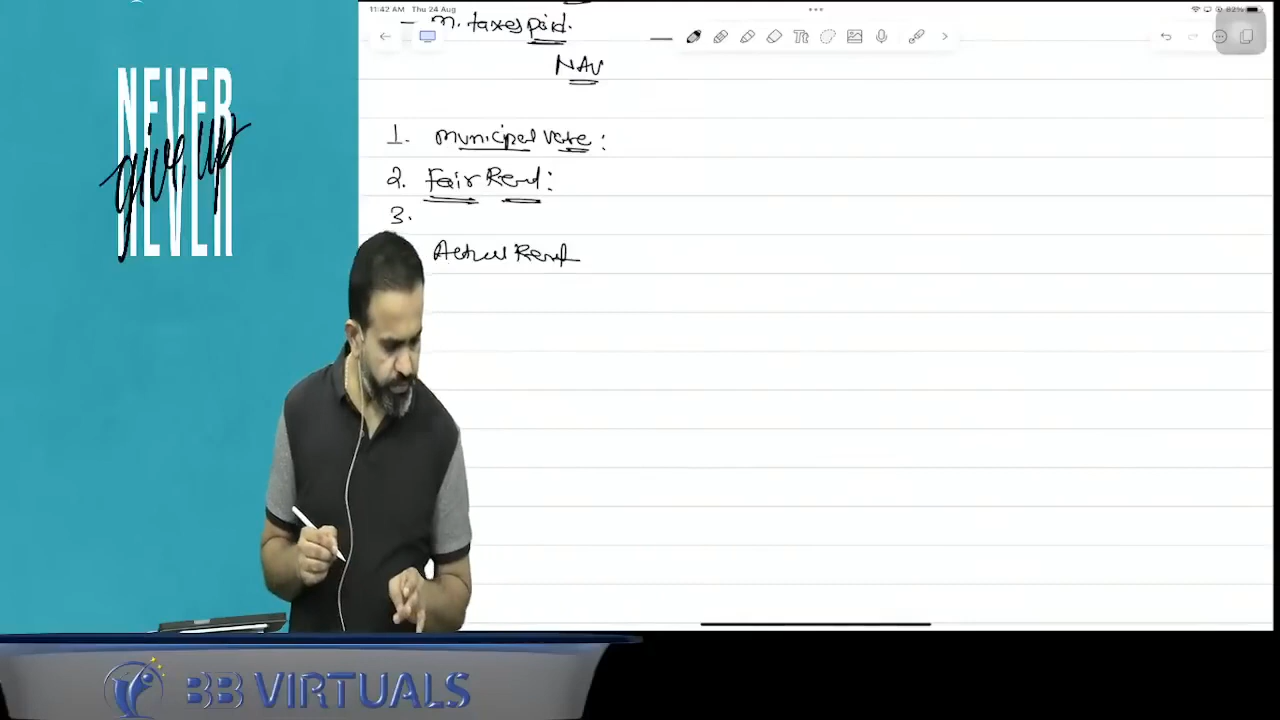 11:42 AM Thu 24 Aug
82%
- M. taxes paid.
NAV
NEVER
give up
NEVER
1. Municipal Value:
2. Fair Rent:
3.
Actual Rent
BB VIRTUALS